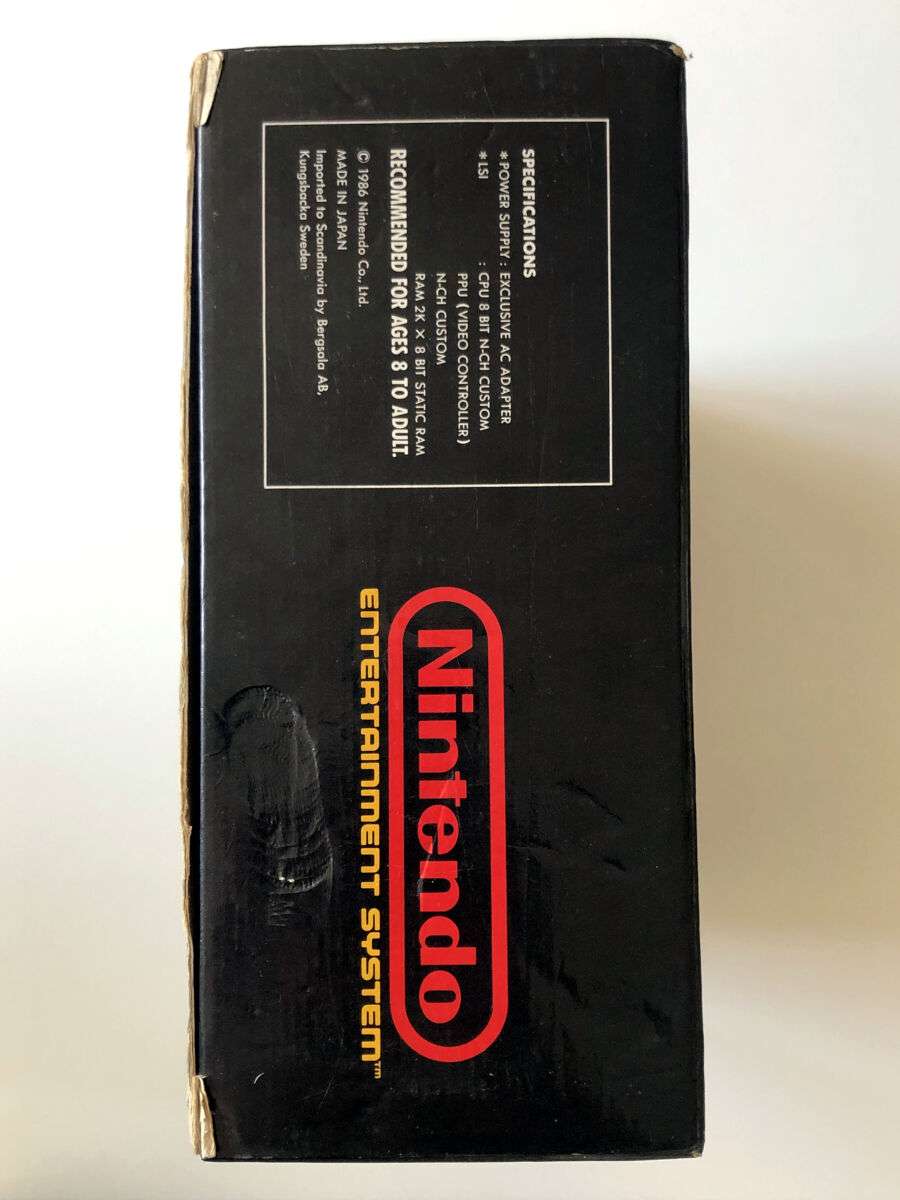 SPECIFICATIONS
*POWER SUPPLY : EXCLUSIVE AC ADAPTER
*LSI : CPU 8 BIT N-CH CUSTOM
PPU (VIDEO CONTROLLER)
N-CH CUSTOM
RAM 2K X 8 BIT STATIC RAM
RECOMMENDED FOR AGES 8 TO ADULT.
© 1986 Nintendo Co., Ltd.
MADE IN JAPAN
Imported to Scandinavia by Bergsala AB,
Kungsbacka Sweden
Nintendo
ENTERTAINMENT SYSTEM™